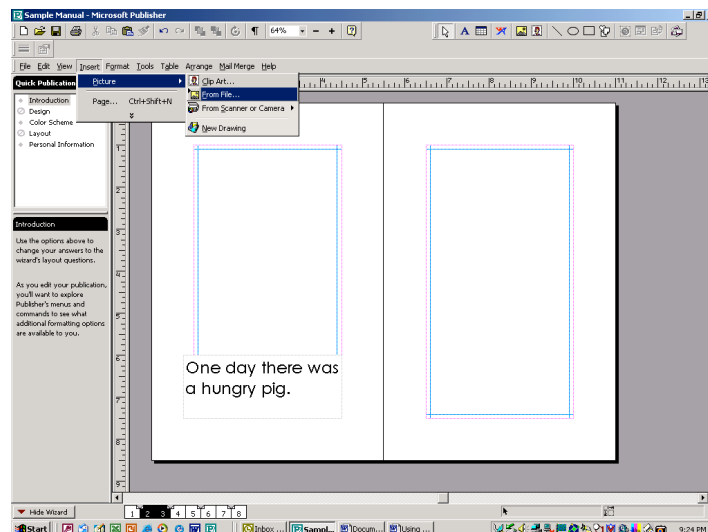 Sample Manual - Microsoft Publisher
64%
File Edit View Insert Format Tools Table Arrange Mail Merge Help
Quick Publication
Picture
Page... Ctrl+Shift+N
Clip Art...
From File...
From Scanner or Camera
New Drawing
Introduction
Design
Color Scheme
Layout
Personal Information
Introduction
Use the options above to
change your answers to the
wizard's layout questions.
As you edit your publication,
you'll want to explore
Publisher's menus and
commands to see what
additional formatting options
are available to you.
One day there was
a hungry pig.
Hide Wizard
1 2 3 4 5 6 7 8
Start
Inbox ...
Sampl...
Docum...
Using ...
9:24 PM